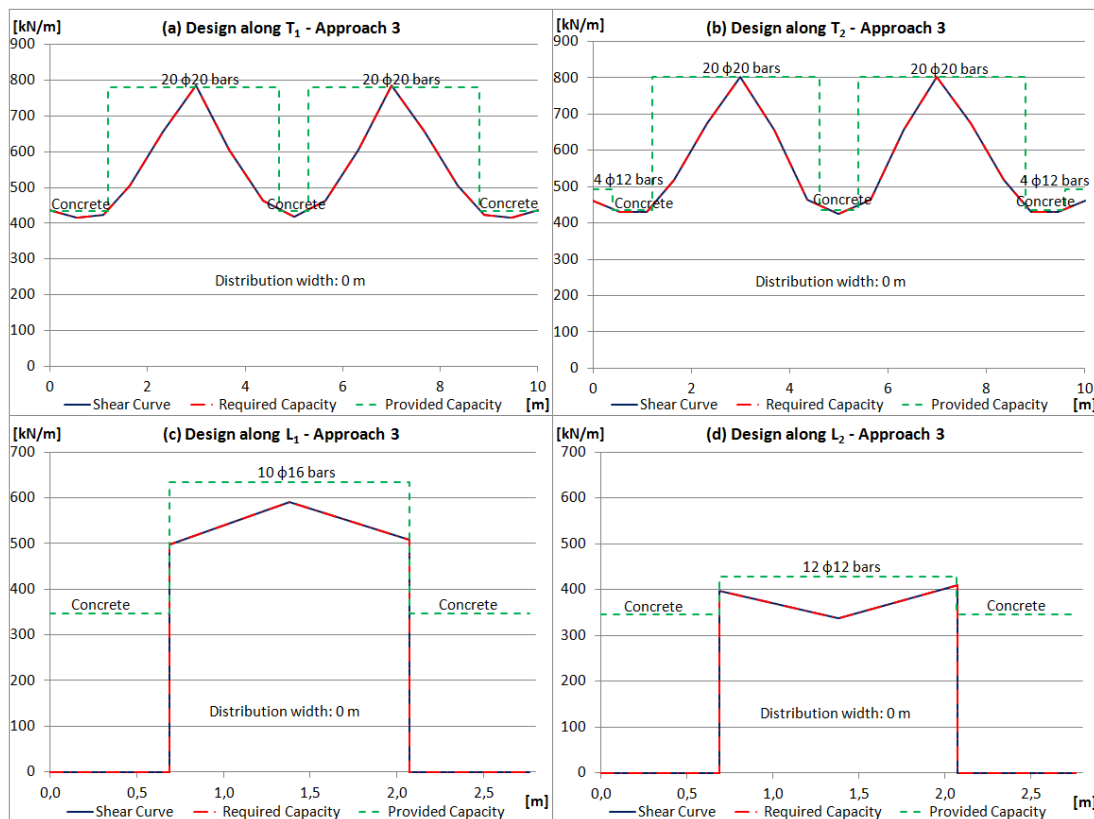 [kN/m]
(a) Design along T1 - Approach 3
900
800
700
600
500
400
300
200
100
0
20 ϕ20 bars
20 ϕ20 bars
Concrete
Concrete
Concrete
Distribution width: 0 m
0
2
4
6
8
10
Shear Curve
Required Capacity
Provided Capacity
[m]
[kN/m]
(b) Design along T2 - Approach 3
900
800
700
600
500
400
300
200
100
0
20 ϕ20 bars
20 ϕ20 bars
4 ϕ12 bars
4 ϕ12 bars
Concrete
Concrete
Concrete
Distribution width: 0 m
0
2
4
6
8
10
Shear Curve
Required Capacity
Provided Capacity
[m]
[kN/m]
(c) Design along L1 - Approach 3
700
600
500
400
300
200
100
0
10 ϕ16 bars
Concrete
Concrete
Distribution width: 0 m
0,0
0,5
1,0
1,5
2,0
2,5
Shear Curve
Required Capacity
Provided Capacity
[m]
[kN/m]
(d) Design along L2 - Approach 3
700
600
500
400
300
200
100
0
12 ϕ12 bars
Concrete
Concrete
Distribution width: 0 m
0,0
0,5
1,0
1,5
2,0
2,5
Shear Curve
Required Capacity
Provided Capacity
[m]